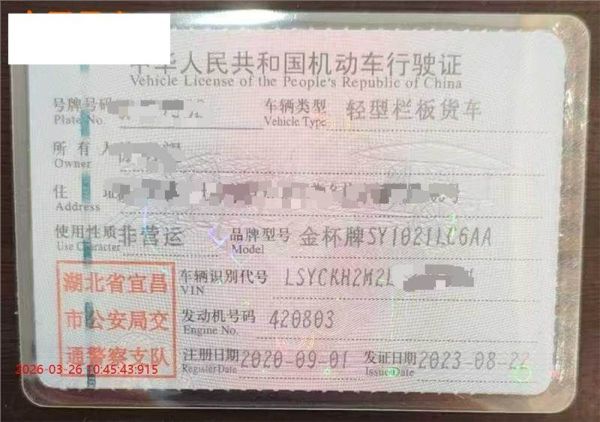 中华人民共和国机动车行驶证
Vehicle License of the People's Republic of China
号牌号码 车辆类型 轻型栏板货车
Plate No. Vehicle Type
所有人
Owner
住
Address
使用性质 非营运 品牌型号 金杯牌SY1021LC6AA
Use Character Model
湖北省宜昌
市公安局交
通警察支队
车辆识别代号 LSYCKH2M2L
VIN
发动机号码 420803
Engine No.
注册日期 2020-09-01 发证日期 2023-08-22
Register Date Issue Date
2026-03-26 10:45:43:915